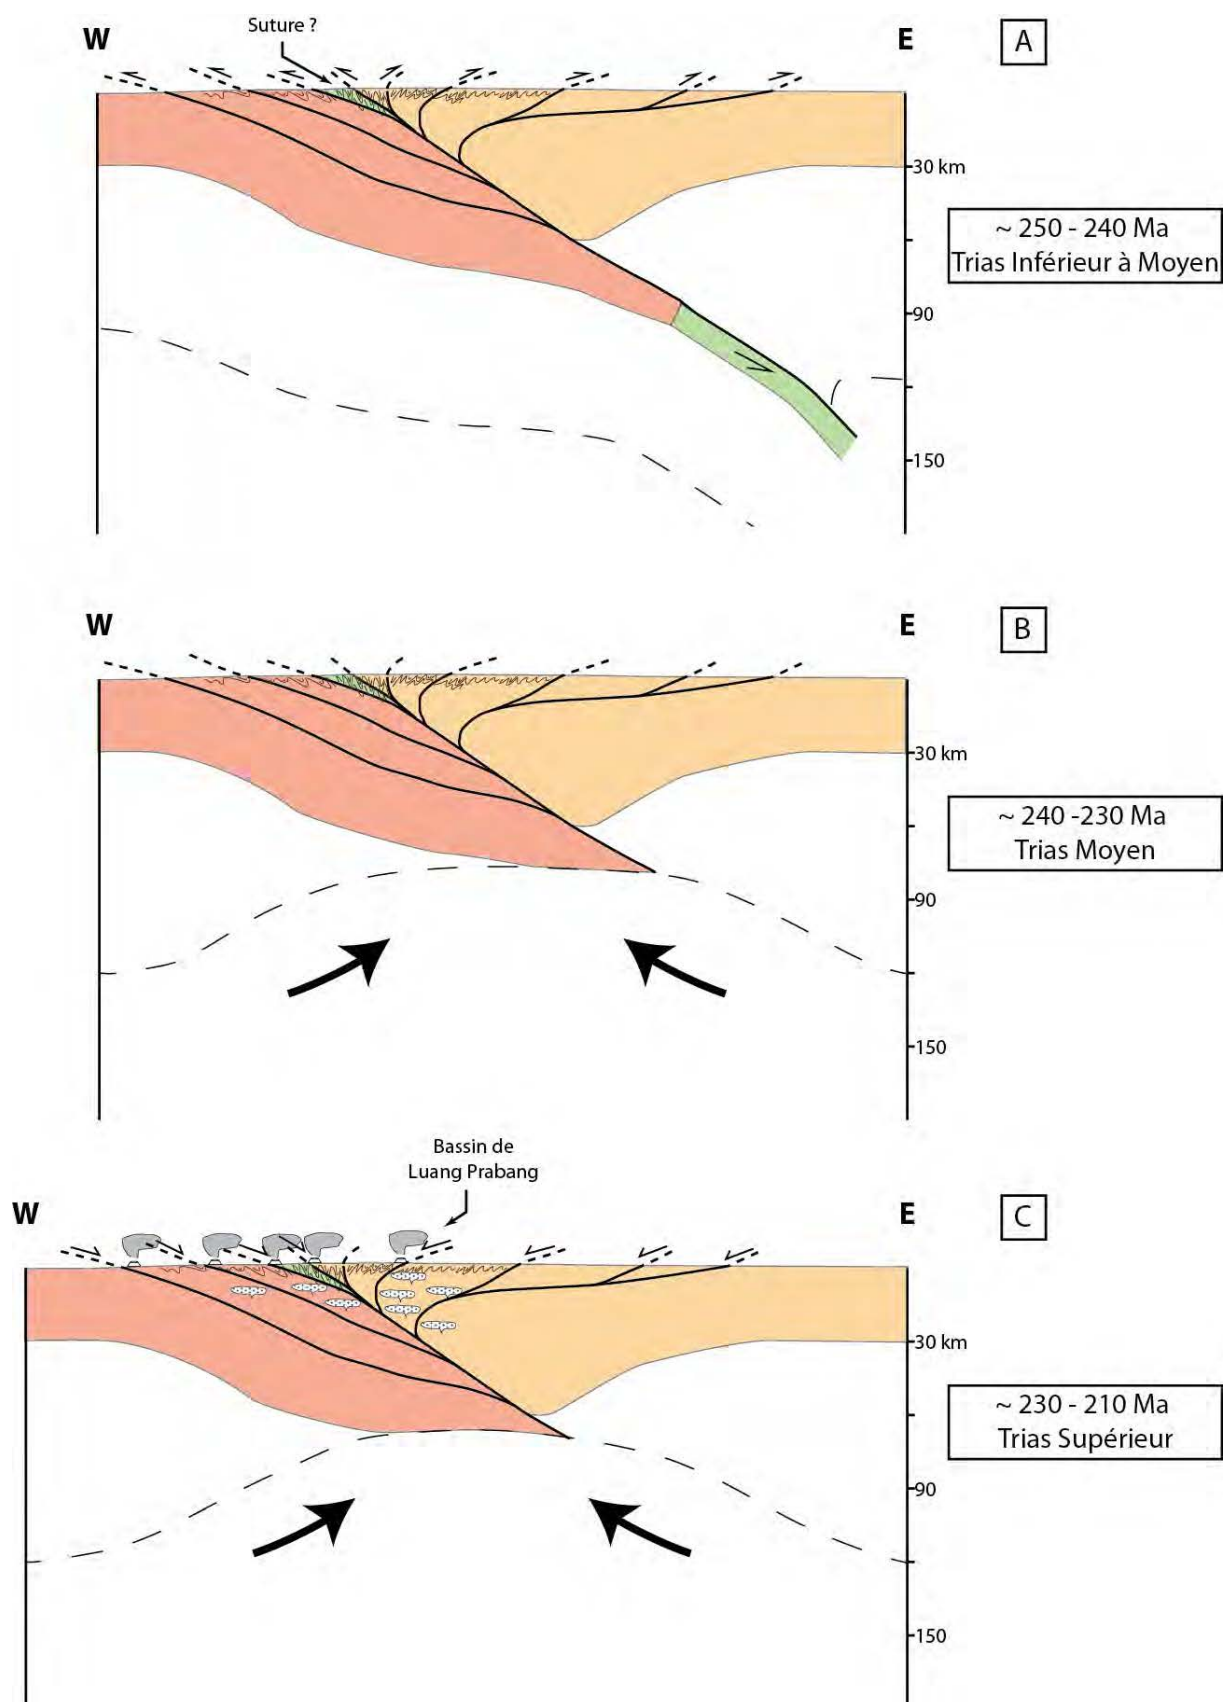 Suture ?
W
E
A
30 km
~ 250 - 240 Ma
Trias Inférieur à Moyen
90
150
W
E
B
30 km
~ 240 -230 Ma
Trias Moyen
90
150
Bassin de
Luang Prabang
W
E
C
30 km
~ 230 - 210 Ma
Trias Supérieur
90
150